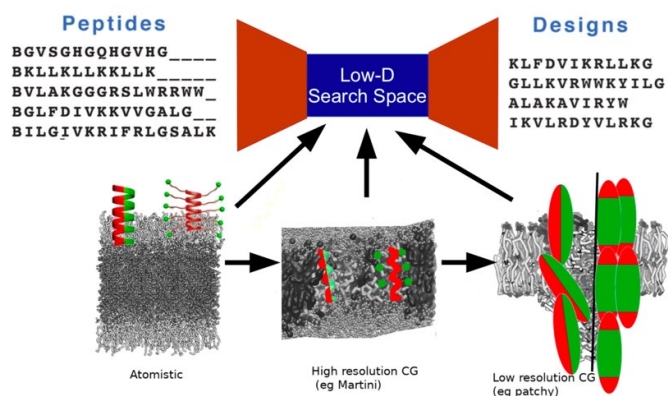 Peptides
BGVSGHGQHGVHG____
BKLLKLLKKLLK_____
BVLAKGGGRSLWRRWW_
BGLFDIVKKVVGALG__
BILGIVKRIFRLGSALK
Low-D
Search Space
Designs
KLFDVIKRLLKG
GLLKVRWWKYILG
ALAKAVIRYW
IKVLRDYVLRKG
Atomistic
High resolution CG
(eg Martini)
Low resolution CG
(eg patchy)